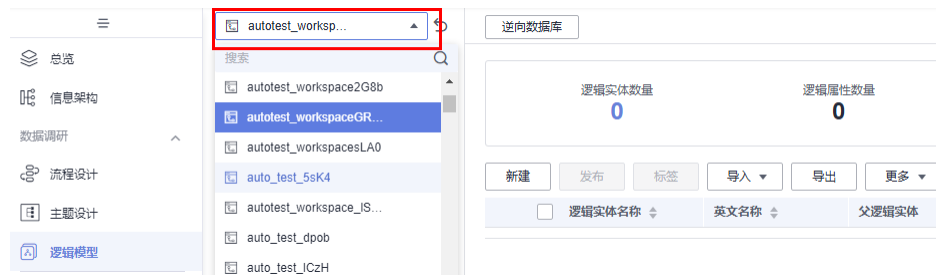 总览
信息架构
数据调研
流程设计
主题设计
逻辑模型
autotest_worksp...
搜索
autotest_workspace2G8b
autotest_workspaceGR...
autotest_workspacesLA0
auto_test_5sK4
autotest_workspace_IS...
auto_test_dpob
auto_test_ICzH
逆向数据库
逻辑实体数量 逻辑属性数量
0 0
新建 发布 标签 导入 导出 更多
逻辑实体名称 英文名称 父逻辑实体